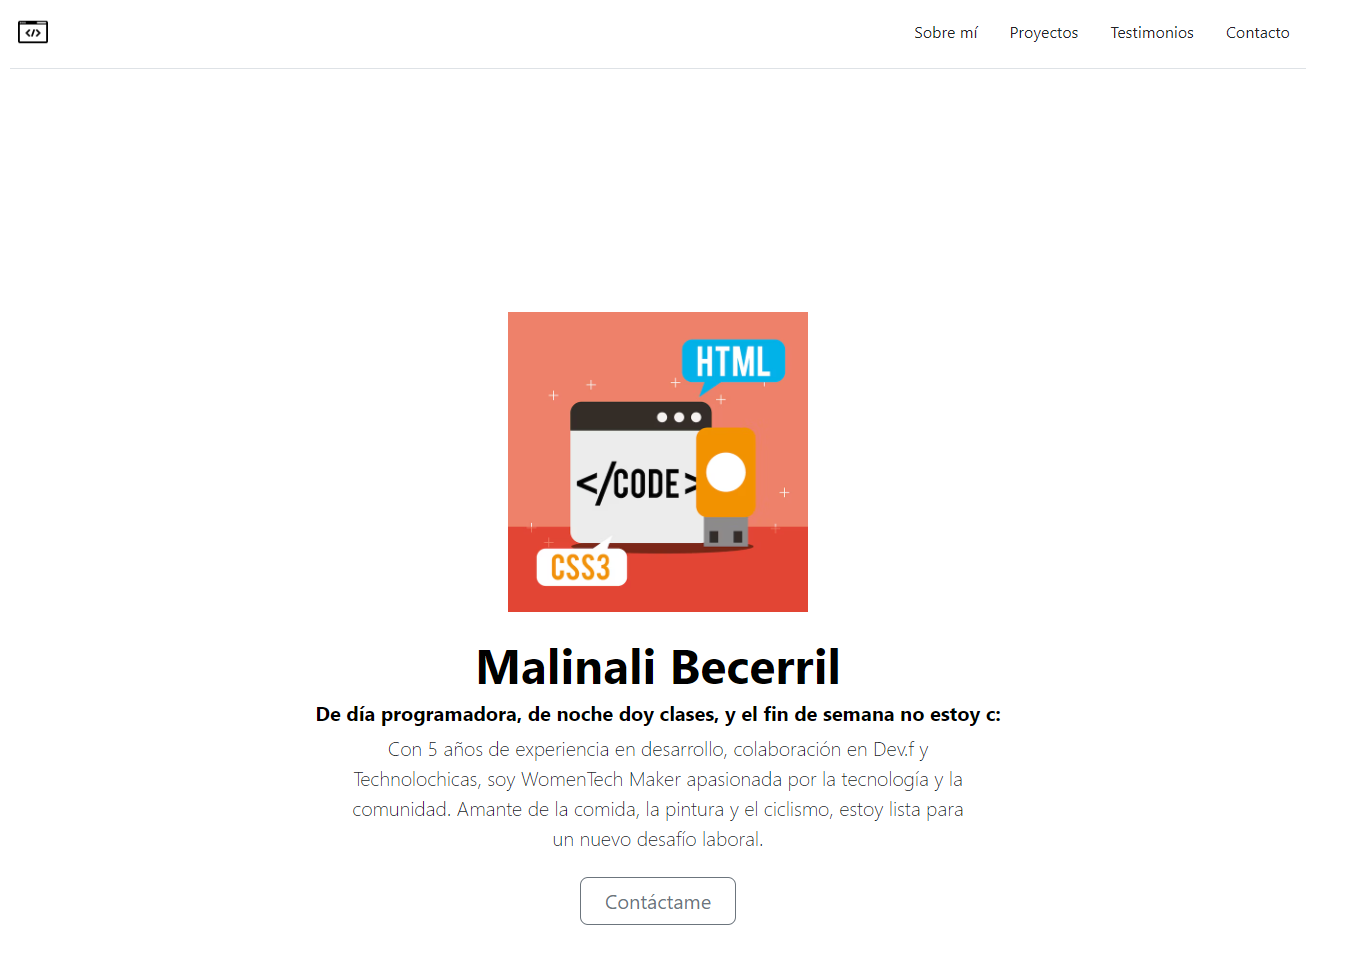 </>
Sobre mí Proyectos Testimonios Contacto
HTML
</CODE>
CSS3
Malinali Becerril
De día programadora, de noche doy clases, y el fin de semana no estoy c:
Con 5 años de experiencia en desarrollo, colaboración en Dev.f y
Technolochicas, soy WomenTech Maker apasionada por la tecnología y la
comunidad. Amante de la comida, la pintura y el ciclismo, estoy lista para
un nuevo desafío laboral.
Contáctame